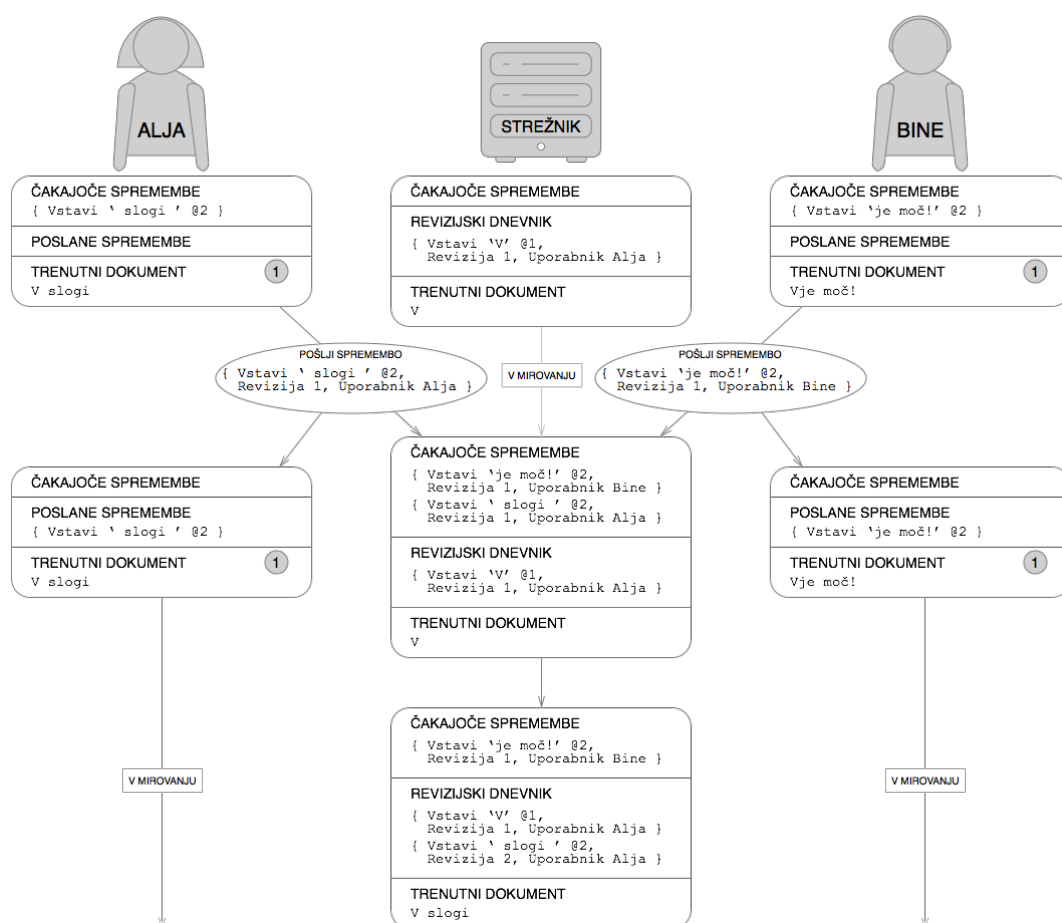 ALJA
STREŽNIK
BINE
ČAKAJOČE SPREMEMBE
{ Vstavi ‘ slogi ’ @2 }
POSLANE SPREMEMBE
TRENUTNI DOKUMENT
1
V slogi
ČAKAJOČE SPREMEMBE
REVIZIJSKI DNEVNIK
{ Vstavi ‘V’ @1,
Revizija 1, Uporabnik Alja }
TRENUTNI DOKUMENT
V
ČAKAJOČE SPREMEMBE
{ Vstavi ‘je moč!’ @2 }
POSLANE SPREMEMBE
TRENUTNI DOKUMENT
1
Vje moč!
POŠLJI SPREMEMBO
{ Vstavi ‘ slogi ’ @2,
Revizija 1, Uporabnik Alja }
V MIROVANJU
POŠLJI SPREMEMBO
{ Vstavi ‘je moč!’ @2,
Revizija 1, Uporabnik Bine }
ČAKAJOČE SPREMEMBE
POSLANE SPREMEMBE
{ Vstavi ‘ slogi ’ @2 }
TRENUTNI DOKUMENT
1
V slogi
ČAKAJOČE SPREMEMBE
{ Vstavi ‘je moč!’ @2,
Revizija 1, Uporabnik Bine }
{ Vstavi ‘ slogi ’ @2,
Revizija 1, Uporabnik Alja }
REVIZIJSKI DNEVNIK
{ Vstavi ‘V’ @1,
Revizija 1, Uporabnik Alja }
TRENUTNI DOKUMENT
V
ČAKAJOČE SPREMEMBE
POSLANE SPREMEMBE
{ Vstavi ‘je moč!’ @2 }
TRENUTNI DOKUMENT
1
Vje moč!
V MIROVANJU
ČAKAJOČE SPREMEMBE
{ Vstavi ‘je moč!’ @2,
Revizija 1, Uporabnik Bine }
REVIZIJSKI DNEVNIK
{ Vstavi ‘V’ @1,
Revizija 1, Uporabnik Alja }
{ Vstavi ‘ slogi ’ @2,
Revizija 2, Uporabnik Alja }
TRENUTNI DOKUMENT
V slogi
V MIROVANJU